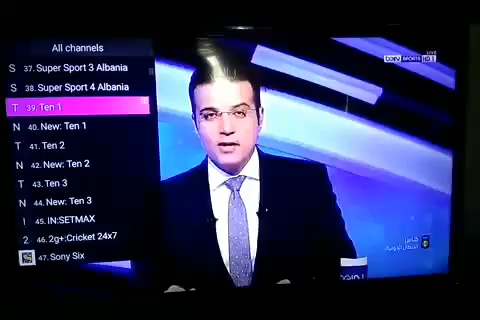 All channels
S 37. Super Sport 3 Albania
S 38. Super Sport 4 Albania
T 39. Ten 1
N 40. New: Ten 1
T 41. Ten 2
N 42. New: Ten 2
T 43. Ten 3
N 44. New: Ten 3
I 45. IN:SETMAX
2 46. 2g+:Cricket 24x7
47. Sony Six
LIVE
beIN SPORTS HD 1
كأس